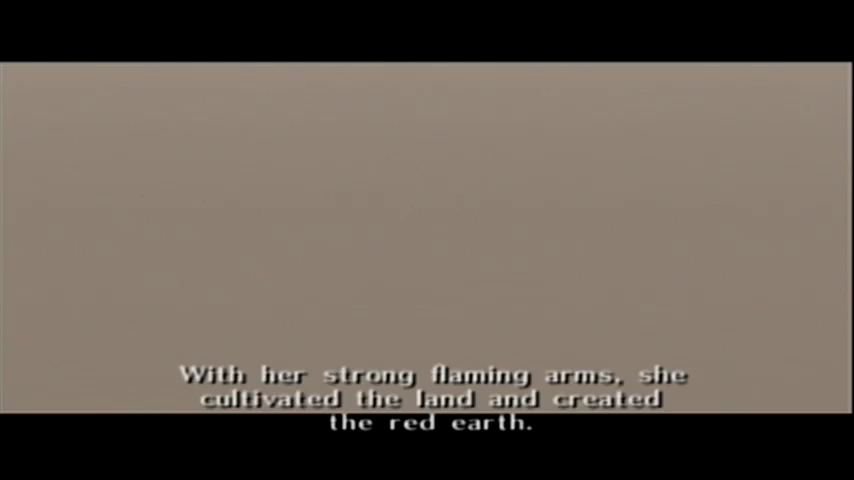 With her strong flaming arms, she
cultivated the land and created
the red earth.